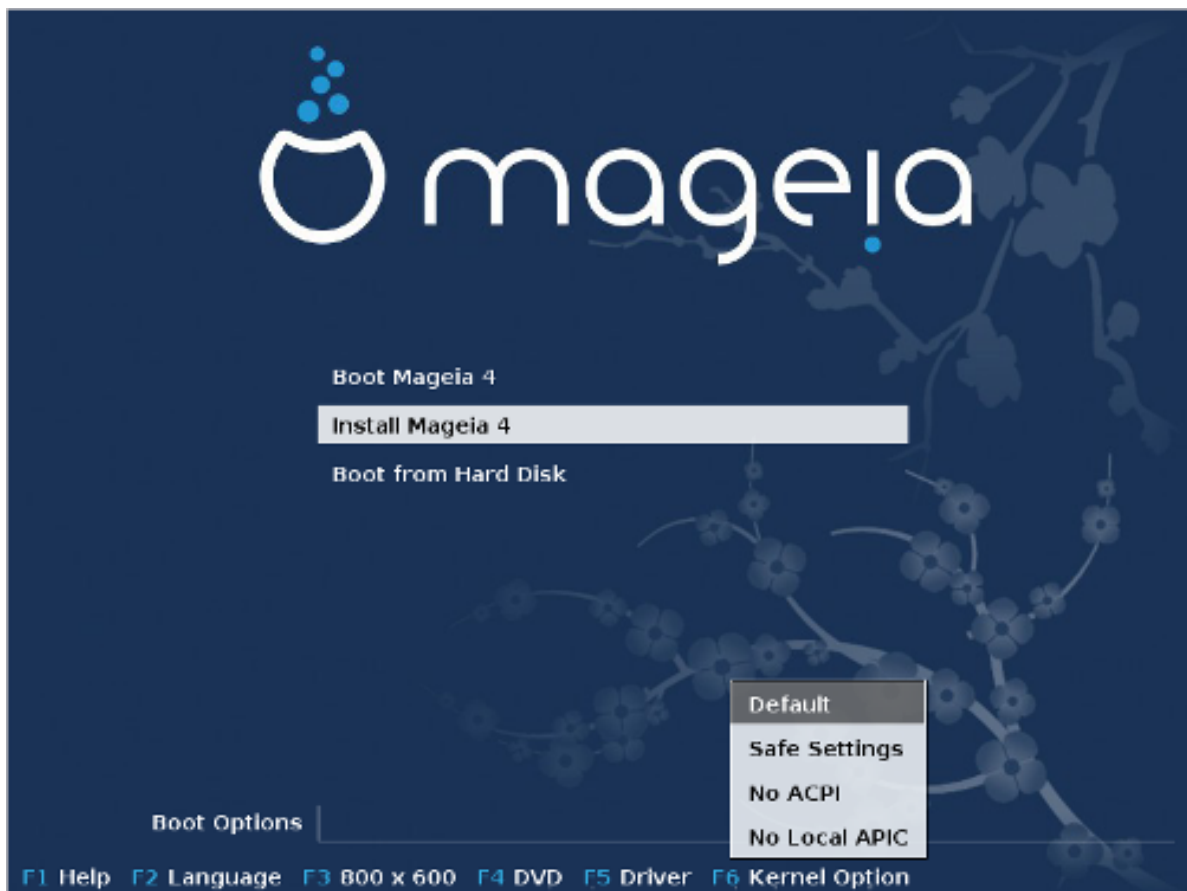 mageia
Boot Mageia 4
Install Mageia 4
Boot from Hard Disk
Default
Safe Settings
No ACPI
No Local APIC
Boot Options
F1 Help F2 Language F3 800 x 600 F4 DVD F5 Driver F6 Kernel Option